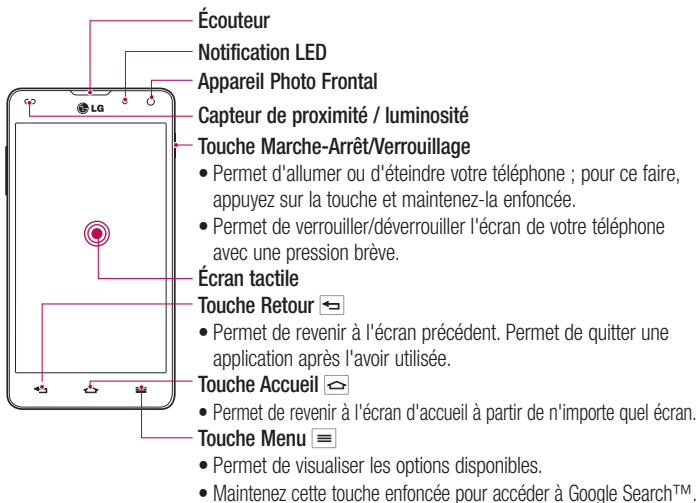 Écouteur
Notification LED
Appareil Photo Frontal
LG
Capteur de proximité / luminosité
Touche Marche-Arrêt/Verrouillage
• Permet d'allumer ou d'éteindre votre téléphone ; pour ce faire,
appuyez sur la touche et maintenez-la enfoncée.
• Permet de verrouiller/déverrouiller l'écran de votre téléphone
avec une pression brève.
Écran tactile
Touche Retour
• Permet de revenir à l'écran précédent. Permet de quitter une
application après l'avoir utilisée.
Touche Accueil
• Permet de revenir à l'écran d'accueil à partir de n'importe quel écran.
Touche Menu
• Permet de visualiser les options disponibles.
• Maintenez cette touche enfoncée pour accéder à Google Search™.